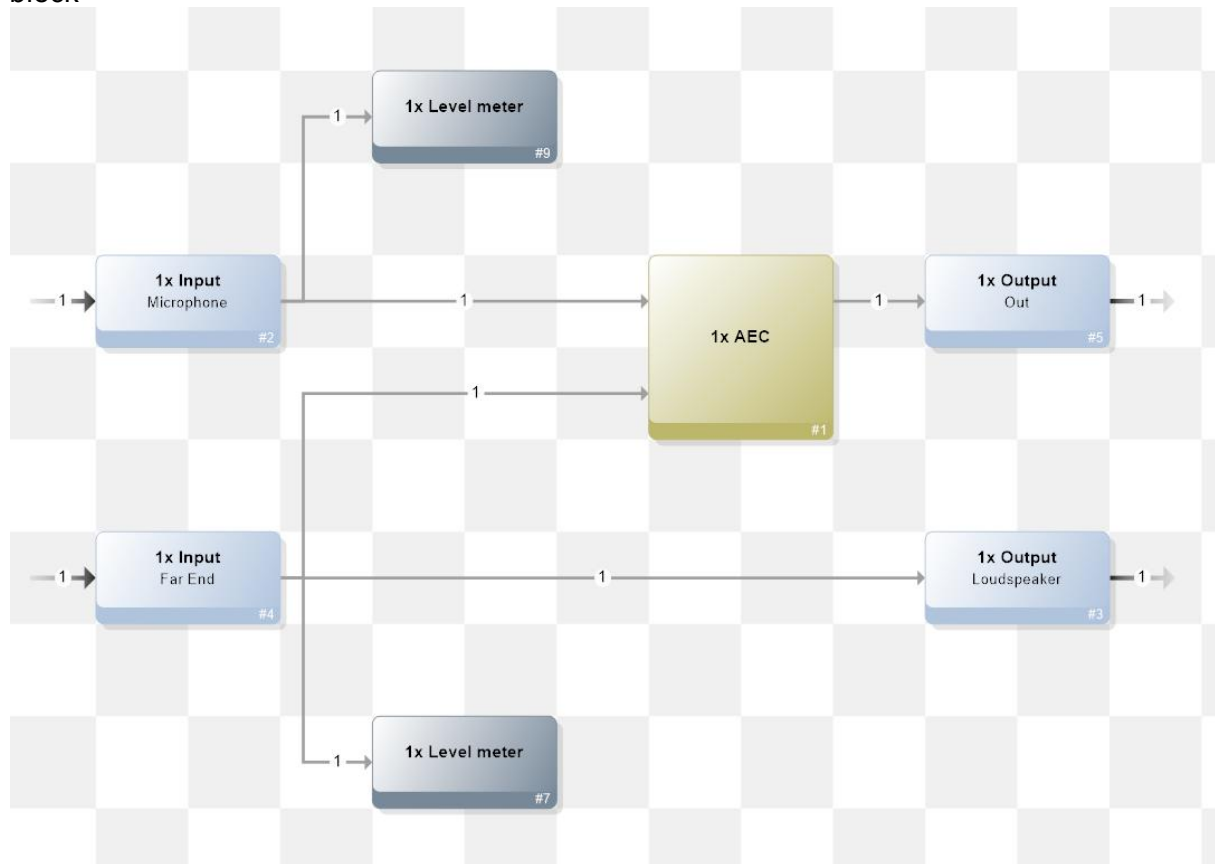 block
1x Level meter
1
#9
1x Input
Microphone
#2
1
1
1x AEC
#1
1
1x Output
Out
#5
1
1
1x Input
Far End
#4
1
1
1x Output
Loudspeaker
#3
1
1x Level meter
1
#7